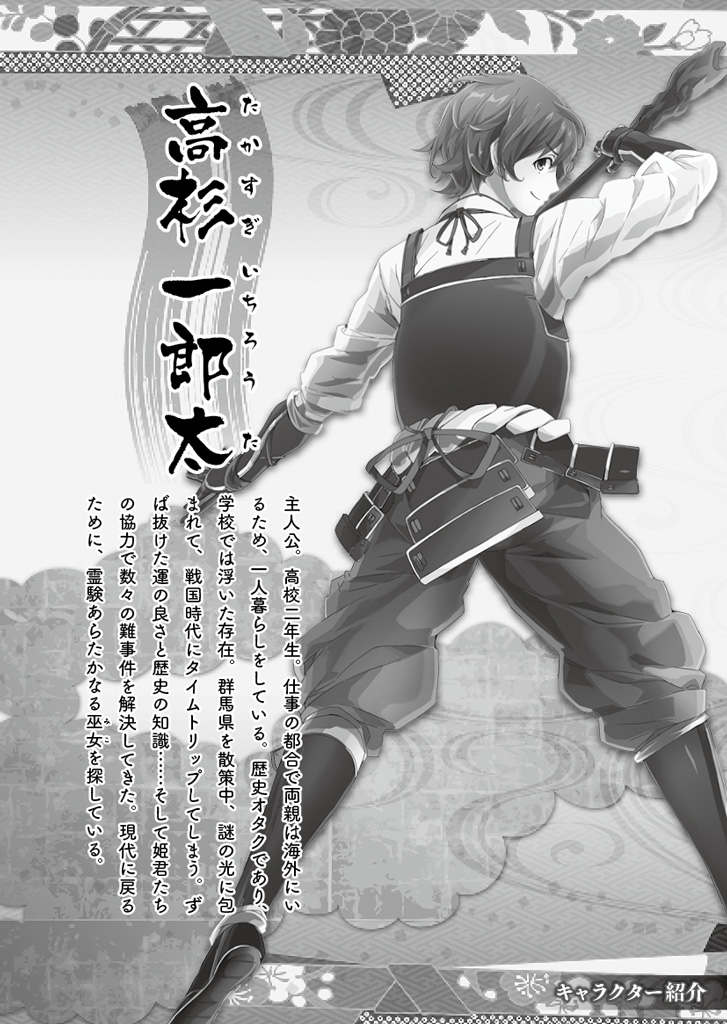 高杉 一郎太
たかすぎ いちろうた
主人公。高校二年生。仕事の都合で両親は海外にい
るため、一人暮らしをしている。歴史オタクであり、
学校では浮いた存在。群馬県を散策中、謎の光に包
まれて、戦国時代にタイムトリップしてしまう。ず
ば抜けた運の良さと歴史の知識……そして姫君たち
の協力で数々の難事件を解決してきた。現代に戻る
ために、霊験あらたかなる巫女を探している。
みこ
キャラクター紹介